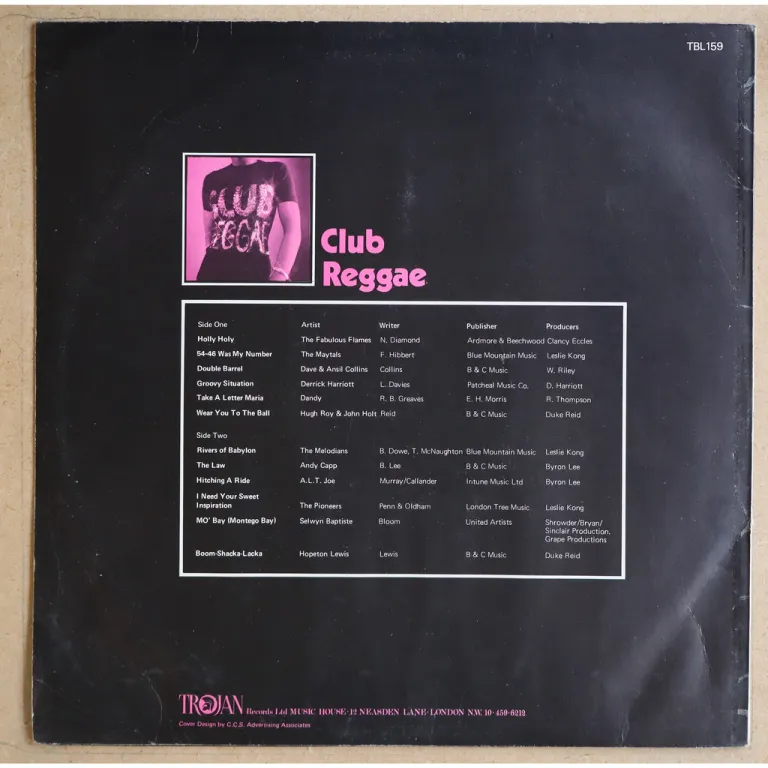 TBL159
CLUB
REGGAE
Club
Reggae
Side One Artist Writer Publisher Producers
Holly Holy The Fabulous Flames N. Diamond Ardmore & Beechwood Clancy Eccles
54-46 Was My Number The Maytals F. Hibbert Blue Mountain Music Leslie Kong
Double Barrel Dave & Ansil Collins Collins B & C Music W. Riley
Groovy Situation Derrick Harriott L. Davies Patcheal Music Co. D. Harriott
Take A Letter Maria Dandy R. B. Greaves E. H. Morris R. Thompson
Wear You To The Ball Hugh Roy & John Holt Reid B & C Music Duke Reid
Side Two
Rivers of Babylon The Melodians B. Dowe, T. McNaughton Blue Mountain Music Leslie Kong
The Law Andy Capp B. Lee B & C Music Byron Lee
Hitching A Ride A.L.T. Joe Murray/Callander Intune Music Ltd Byron Lee
I Need Your Sweet
Inspiration The Pioneers Penn & Oldham London Tree Music Leslie Kong
MO' Bay (Montego Bay) Selwyn Baptiste Bloom United Artists Shrowder/Bryan/
Sinclair Production.
Grape Productions
Boom-Shacka-Lacka Hopeton Lewis Lewis B & C Music Duke Reid
TROJAN Records Ltd MUSIC HOUSE·12 NEASDEN LANE·LONDON N.W. 10·459-6212
Cover Design by C.C.S. Advertising Associates